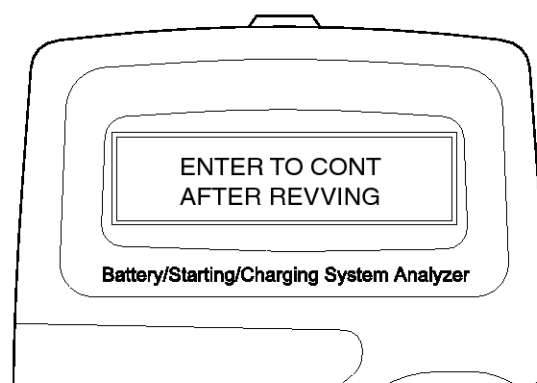 ENTER TO CONT
AFTER REVVING
Battery/Starting/Charging System Analyzer